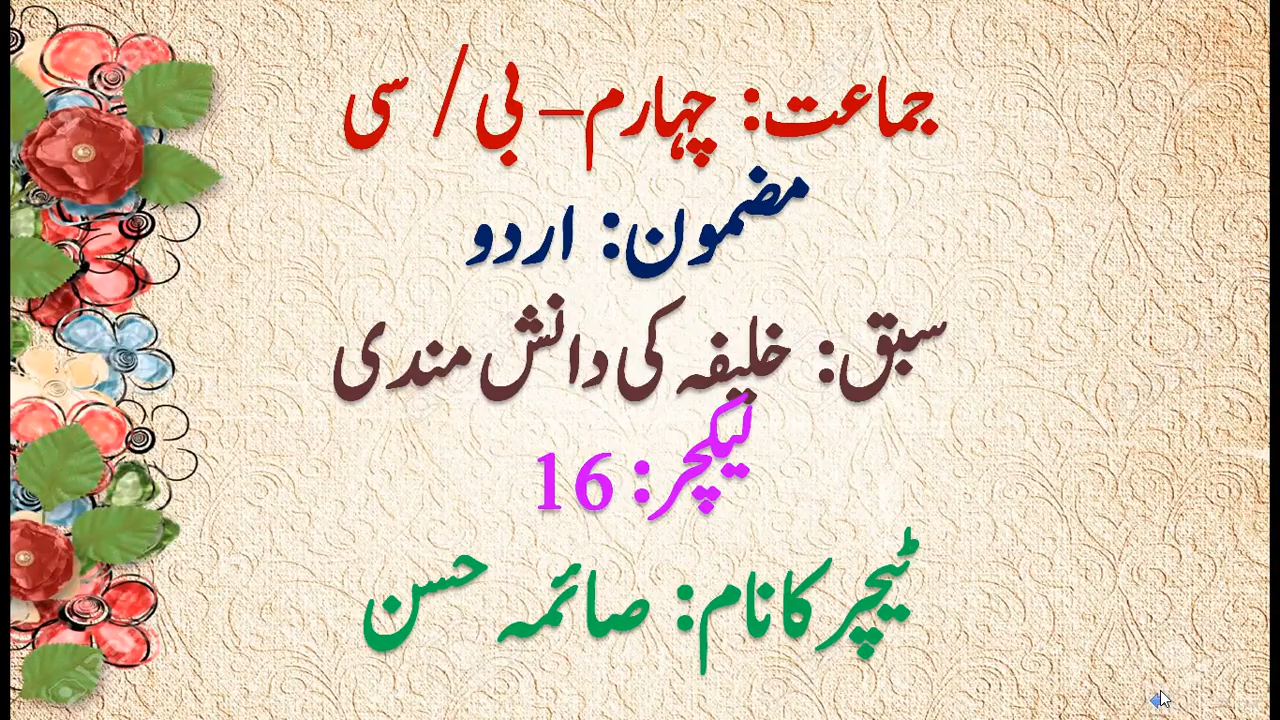 جماعت: چہارم– بی / سی
مضمون: اردو
سبق: خلیفہ کی دانش مندی
لیکچر: 16
ٹیچر کا نام: صائمہ حسن